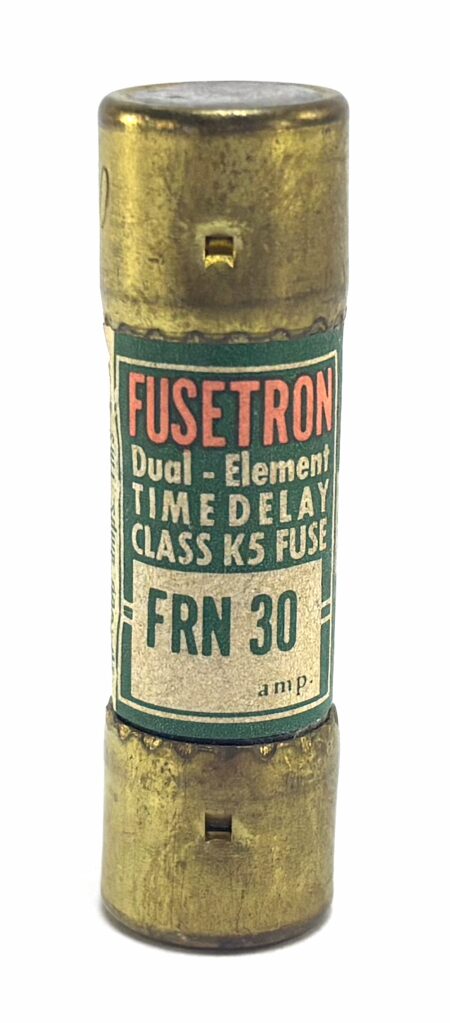 FUSETRON
Dual - Element
TIME DELAY
CLASS K5 FUSE
FRN 30
amp.